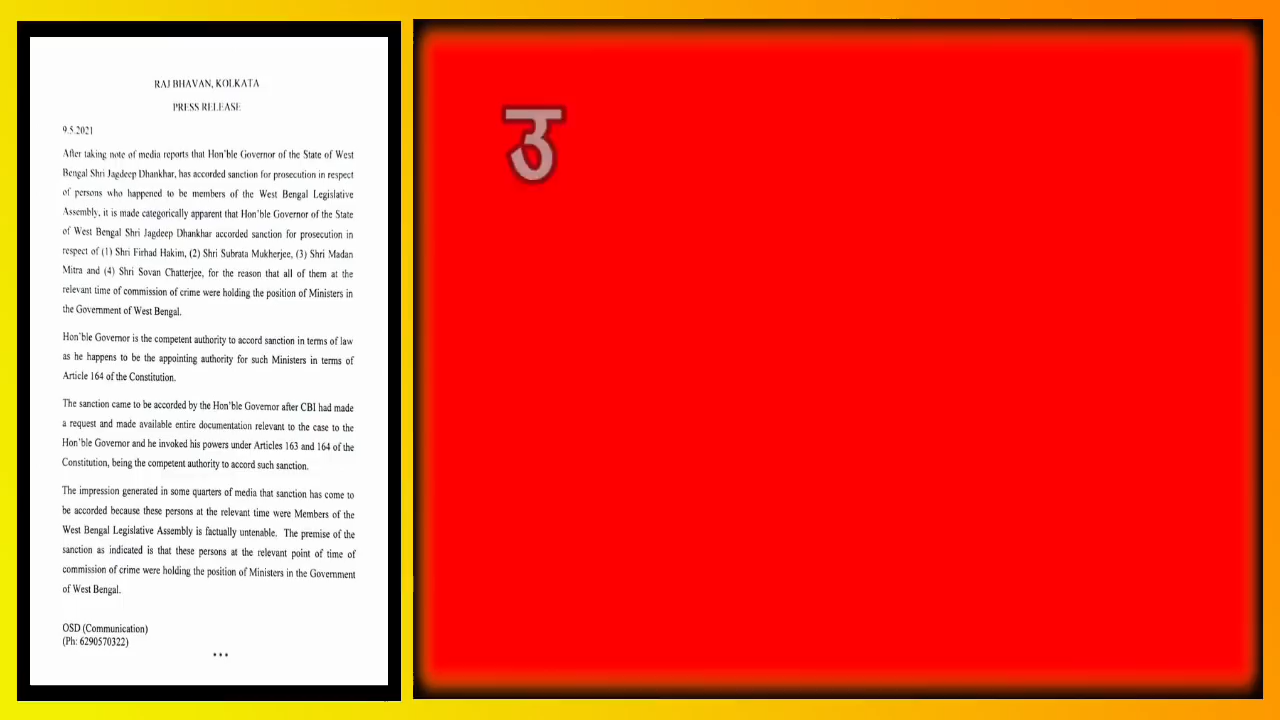 RAJ BHAVAN, KOLKATA
PRESS RELEASE
9.5.2021
After taking note of media reports that Hon'ble Governor of the State of West
Bengal Shri Jagdeep Dhankhar, has accorded sanction for prosecution in respect
of persons who happened to be members of the West Bengal Legislative
Assembly, it is made categorically apparent that Hon'ble Governor of the State
of West Bengal Shri Jagdeep Dhankhar accorded sanction for prosecution in
respect of (1) Shri Firhad Hakim, (2) Shri Subrata Mukherjee, (3) Shri Madan
Mitra and (4) Shri Sovan Chatterjee, for the reason that all of them at the
relevant time of commission of crime were holding the position of Ministers in
the Government of West Bengal.
Hon'ble Governor is the competent authority to accord sanction in terms of law
as he happens to be the appointing authority for such Ministers in terms of
Article 164 of the Constitution.
The sanction came to be accorded by the Hon'ble Governor after CBI had made
a request and made available entire documentation relevant to the case to the
Hon'ble Governor and he invoked his powers under Articles 163 and 164 of the
Constitution, being the competent authority to accord such sanction.
The impression generated in some quarters of media that sanction has come to
be accorded because these persons at the relevant time were Members of the
West Bengal Legislative Assembly is factually untenable. The premise of the
sanction as indicated is that these persons at the relevant point of time of
commission of crime were holding the position of Ministers in the Government
of West Bengal.
OSD (Communication)
(Ph: 6290570322)
***
उ